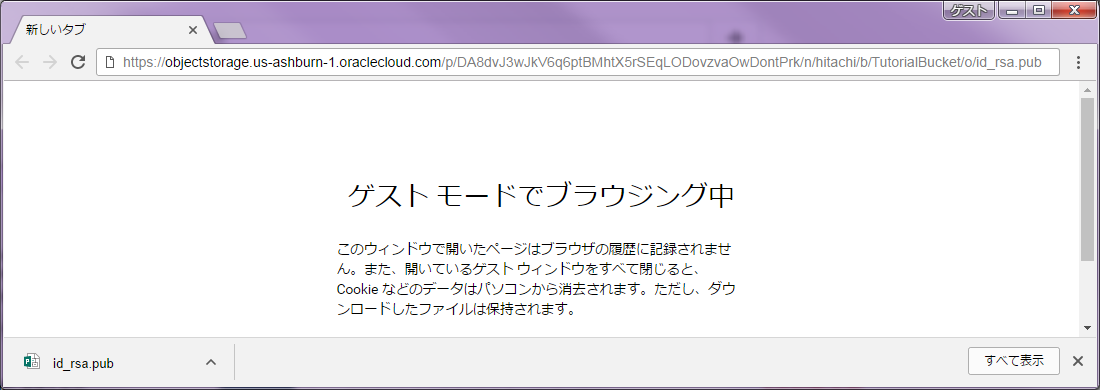 ゲスト
新しいタブ
https://objectstorage.us-ashburn-1.oraclecloud.com/p/DA8dvJ3wJkV6q6ptBMhtX5rSEqLODovzvaOwDontPrk/n/hitachi/b/TutorialBucket/o/id_rsa.pub
ゲスト モードでブラウジング中
このウィンドウで開いたページはブラウザの履歴に記録されませ
ん。また、開いているゲスト ウィンドウをすべて閉じると、
Cookie などのデータはパソコンから消去されます。ただし、ダウ
ンロードしたファイルは保持されます。
id_rsa.pub
すべて表示